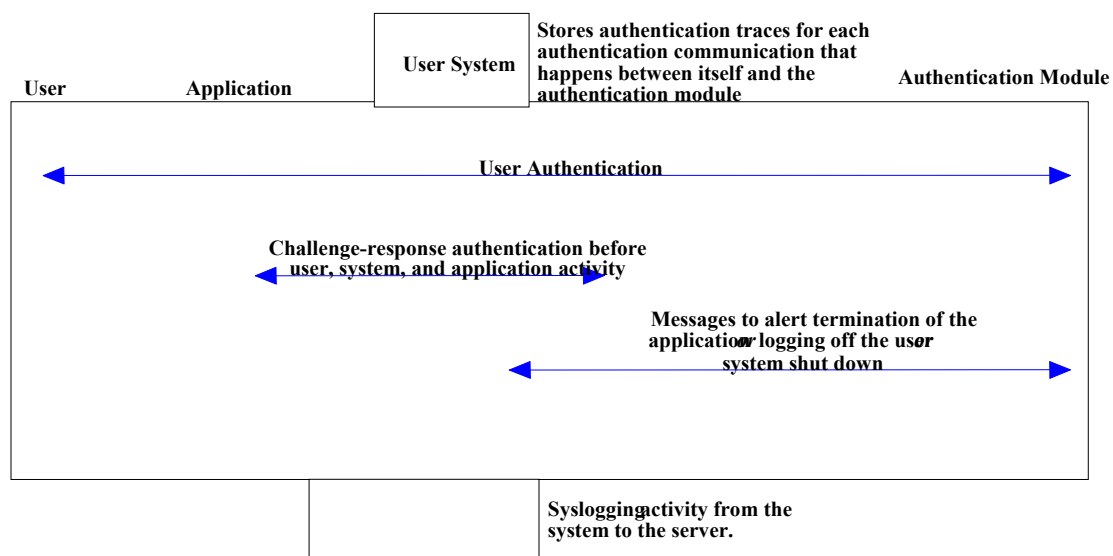 Stores authentication traces for each
authentication communication that
happens between itself and the
authentication module
User System
User
Application
Authentication Module
User Authentication
Challenge-response authentication before
user, system, and application activity
Messages to alert termination of the
application or logging off the user or
system shut down
Syslogging activity from the
system to the server.